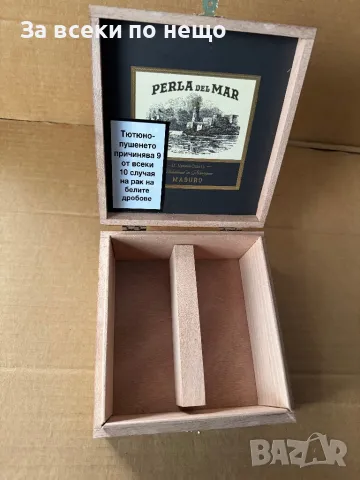 За всеки по нещо
PERLA DEL MAR
MADURO
Тютюно-
пушенето
причинява 9
от всеки
10 случая
на рак на
белите
дробове
BAZAR